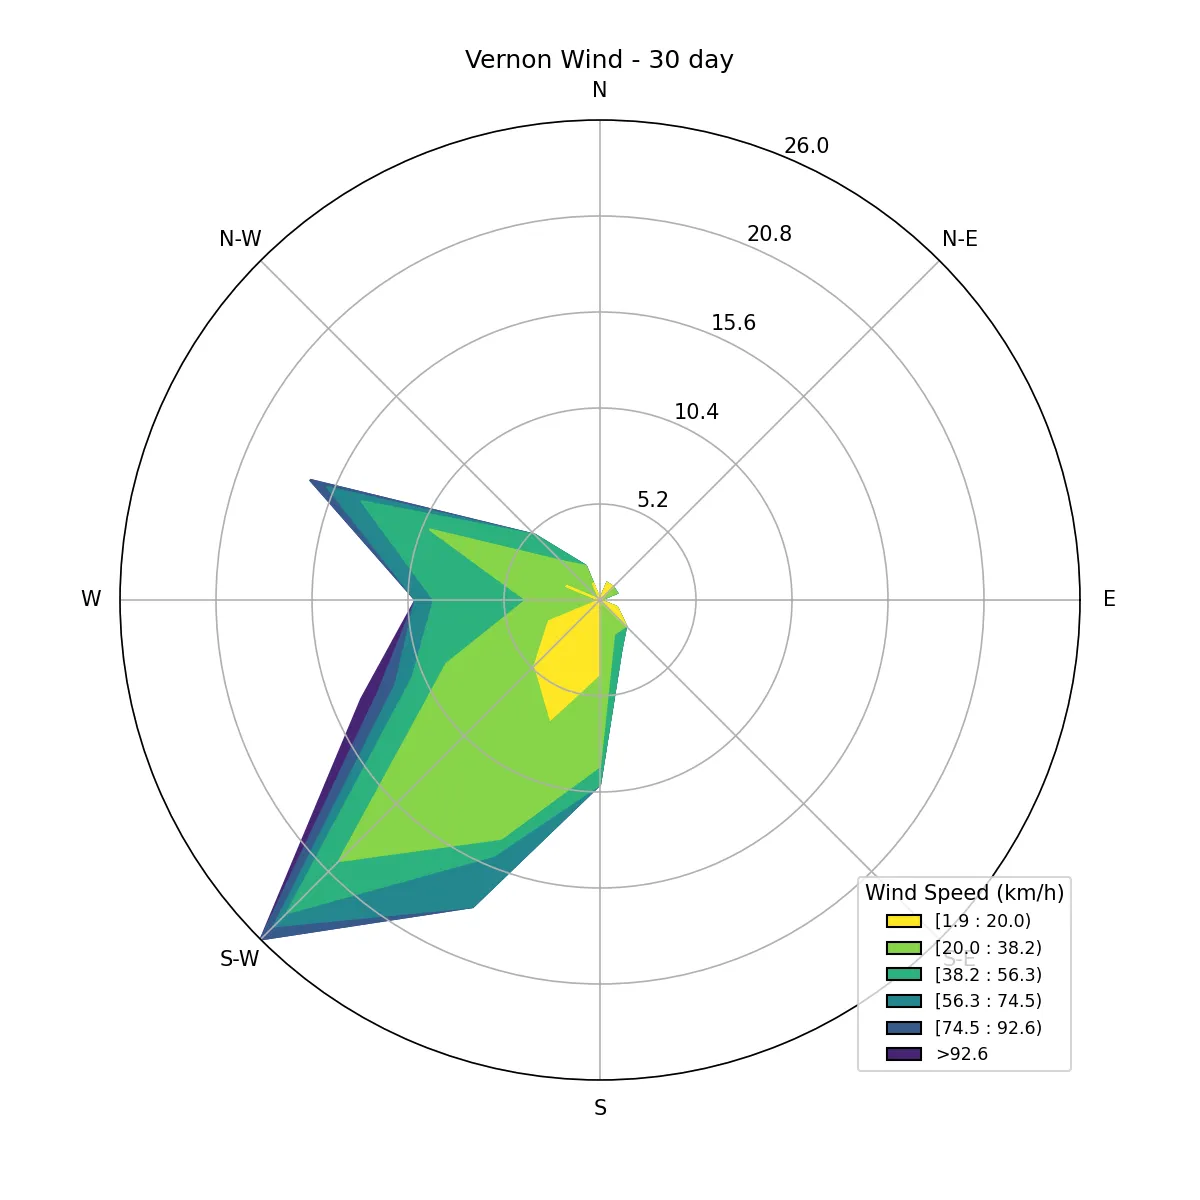 Vernon Wind - 30 day
N
26.0
20.8
N-W
N-E
15.6
10.4
5.2
W
E
Wind Speed (km/h)
[1.9 : 20.0)
[20.0 : 38.2)
S-W
S-E
[38.2 : 56.3)
[56.3 : 74.5)
[74.5 : 92.6)
>92.6
S